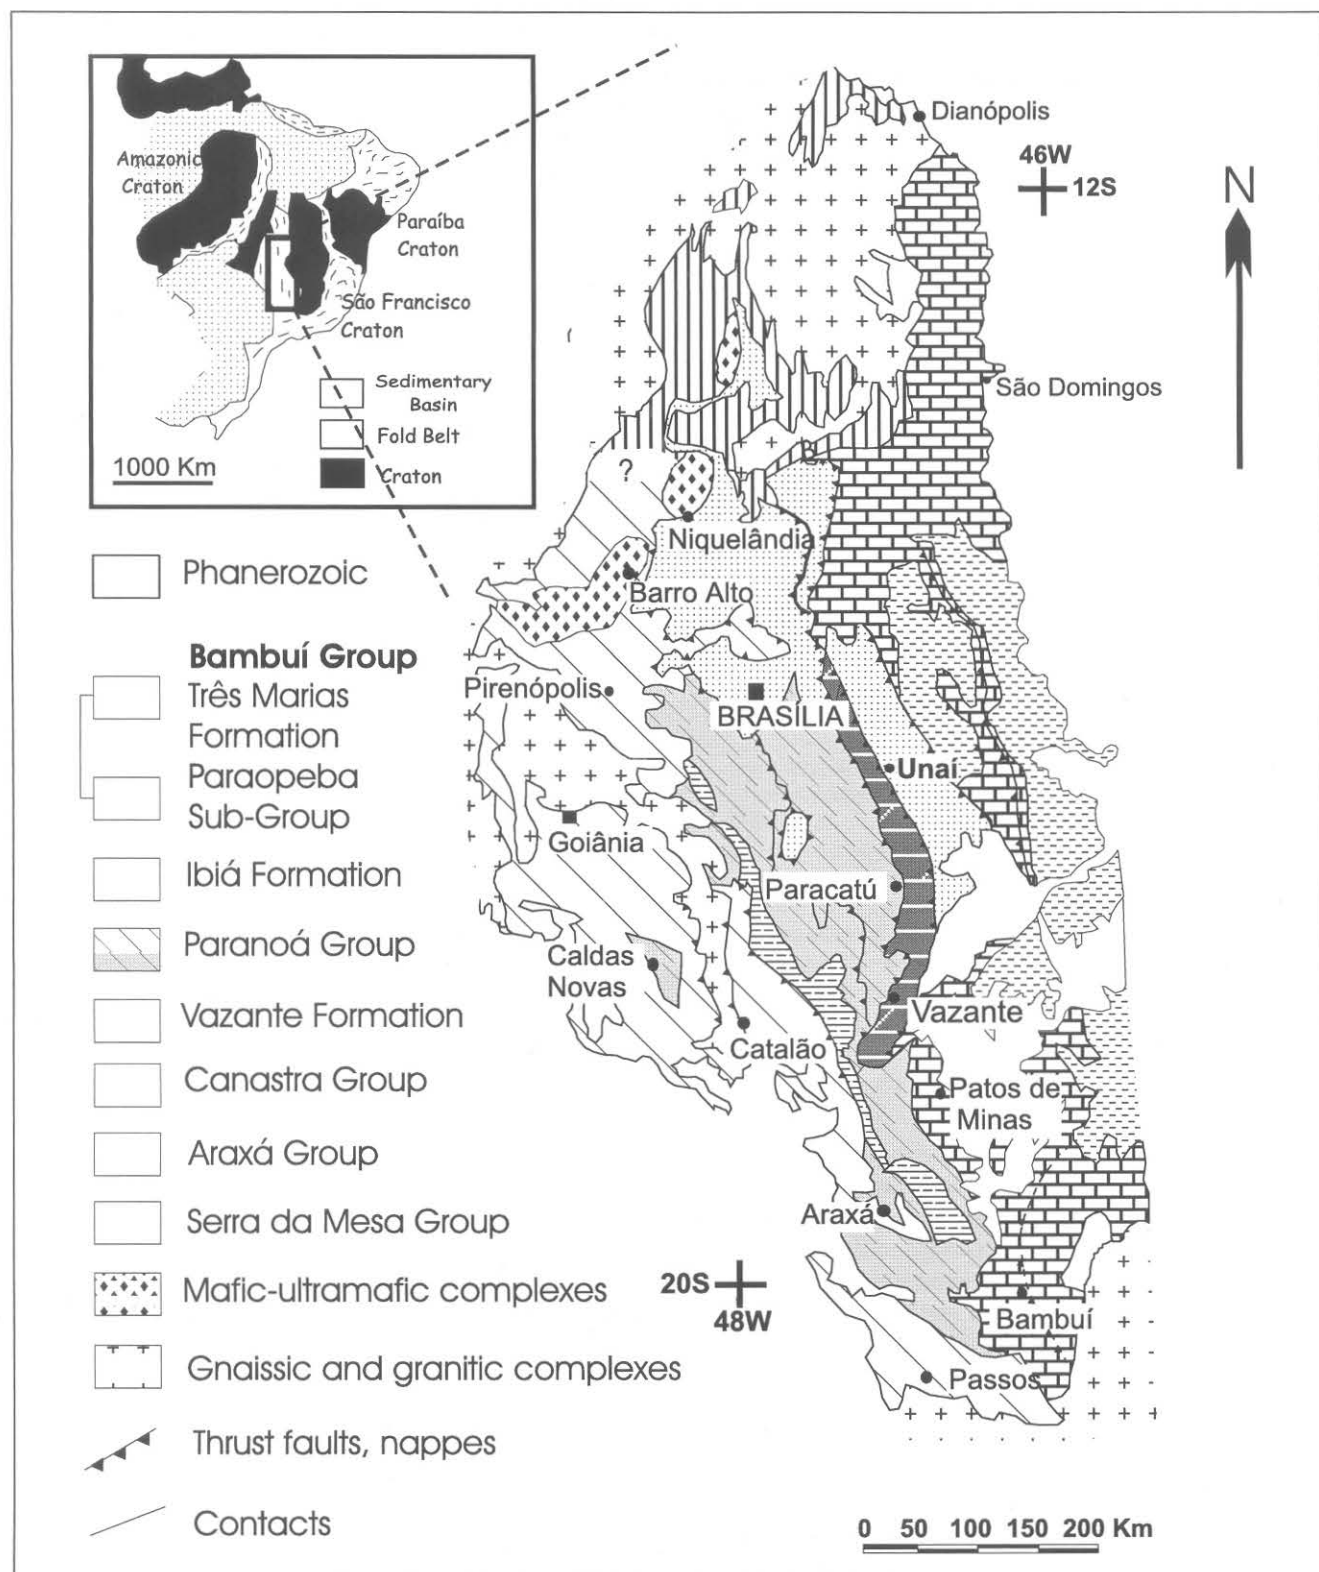 Amazonic
Craton
Paraíba
Craton
São Francisco
Craton
Sedimentary
Basin
Fold Belt
Craton
1000 Km
Dianópolis
46W
12S
N
São Domingos
?
Niquelândia
Barro Alto
Pirenópolis
BRASÍLIA
Unaí
Goiânia
Paracatú
Caldas
Novas
Vazante
Catalão
Patos de
Minas
Araxá
20S
48W
Bambuí
Passos
Phanerozoic
Bambuí Group
Três Marias
Formation
Paraopeba
Sub-Group
Ibiá Formation
Paranoá Group
Vazante Formation
Canastra Group
Araxá Group
Serra da Mesa Group
Mafic-ultramafic complexes
Gnaissic and granitic complexes
Thrust faults, nappes
Contacts
0 50 100 150 200 Km